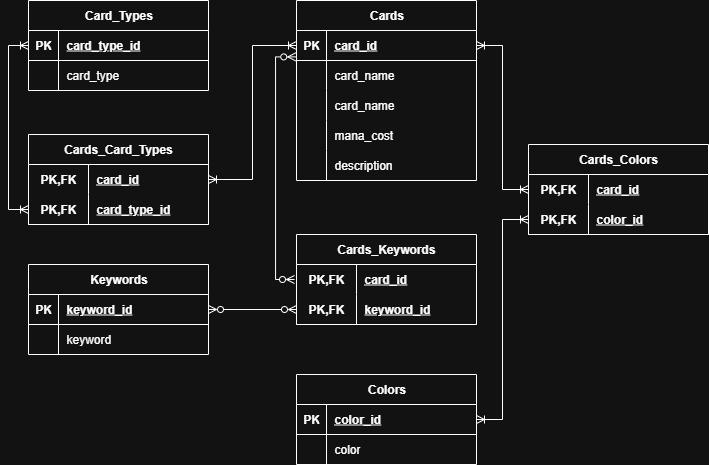 Card_Types
PK card_type_id
card_type
Cards
PK card_id
card_name
card_name
mana_cost
description
Cards_Card_Types
PK,FK card_id
PK,FK card_type_id
Cards_Colors
PK,FK card_id
PK,FK color_id
Cards_Keywords
PK,FK card_id
PK,FK keyword_id
Keywords
PK keyword_id
keyword
Colors
PK color_id
color